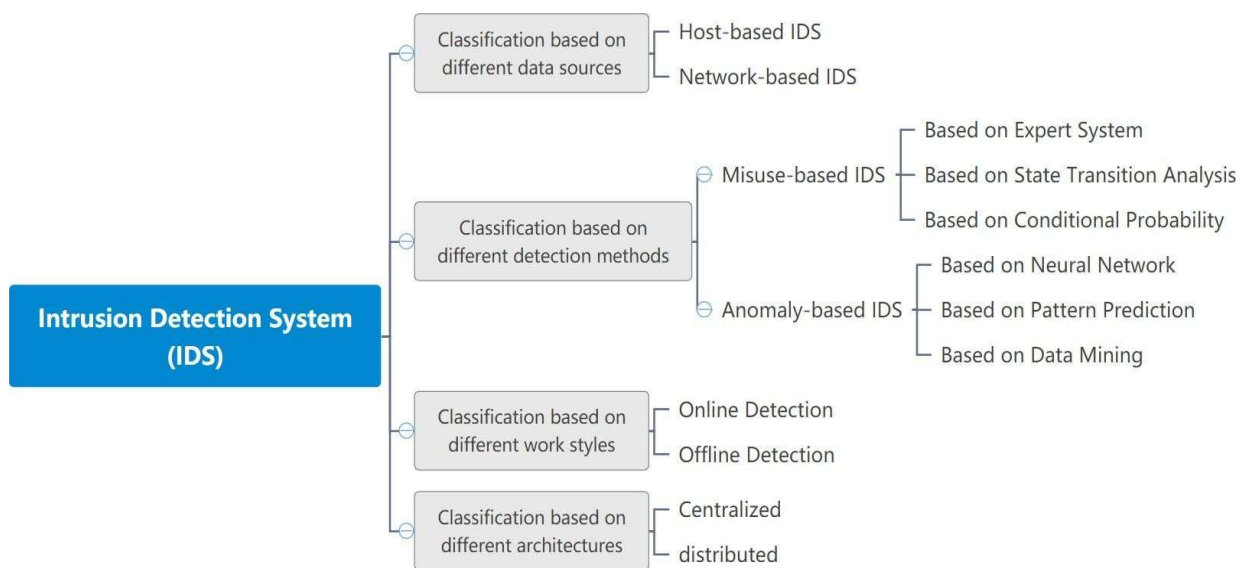 Intrusion Detection System
(IDS)
Classification based on
different data sources
Host-based IDS
Network-based IDS
Classification based on
different detection methods
Misuse-based IDS
Based on Expert System
Based on State Transition Analysis
Based on Conditional Probability
Anomaly-based IDS
Based on Neural Network
Based on Pattern Prediction
Based on Data Mining
Classification based on
different work styles
Online Detection
Offline Detection
Classification based on
different architectures
Centralized
distributed